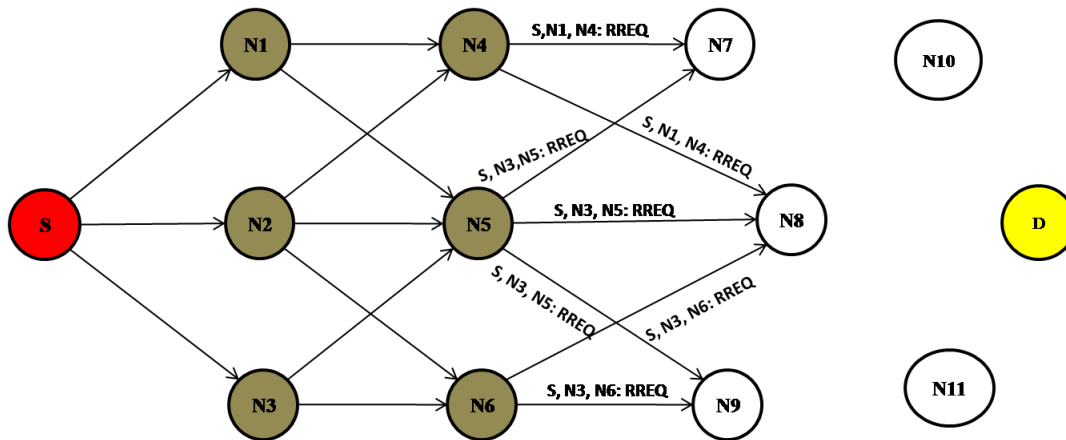 S,N1, N4: RREQ
N1
N4
N7
N10
S, N1, N4: RREQ
S, N3,N5: RREQ
S
N2
N5
S, N3, N5: RREQ
N8
D
S, N3, N5: RREQ
S, N3, N6: RREQ
N3
N6
S, N3, N6: RREQ
N9
N11